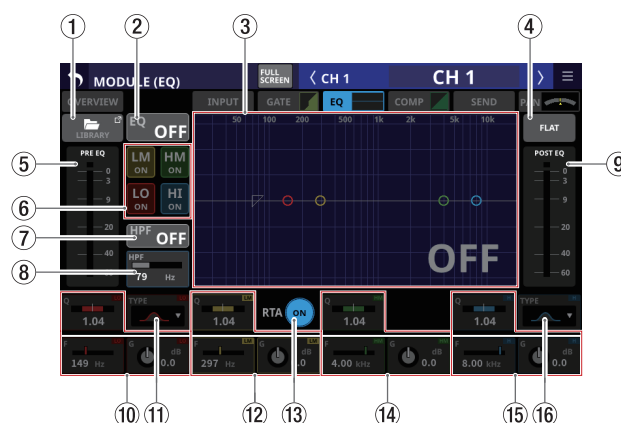 1 2 3 4
MODULE (EQ) FULL SCREEN CH 1 CH 1
OVERVIEW INPUT GATE EQ COMP SEND PAN
LIBRARY EQ OFF 50 100 200 500 1k 2k 5k 10k FLAT
5 PRE EQ LM ON HM ON POST EQ 9
0 0
3 3
6 9 LO ON HI ON 9
7 20 HPF OFF 20
8 40 HPF 79 Hz OFF 40
60 60
Q 1.04 TYPE Q LM 1.04 RTA ON Q 1.04 Q 1.04 TYPE
F 149 Hz G dB 0.0 F LM 297 Hz G LM dB 0.0 F 4.00 kHz G dB 0.0 F 8.00 kHz G dB 0.0
10 11 12 13 14 15 16